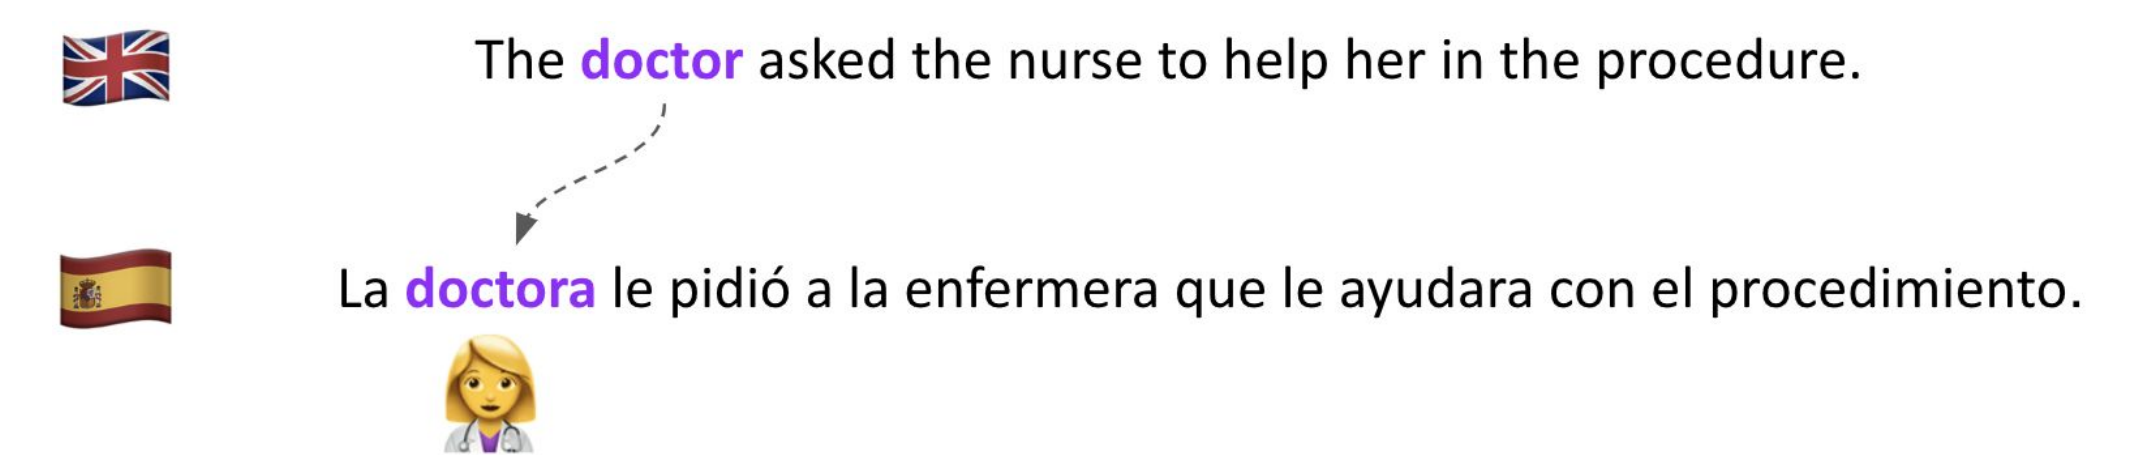 The doctor asked the nurse to help her in the procedure.
La doctora le pidió a la enfermera que le ayudara con el procedimiento.